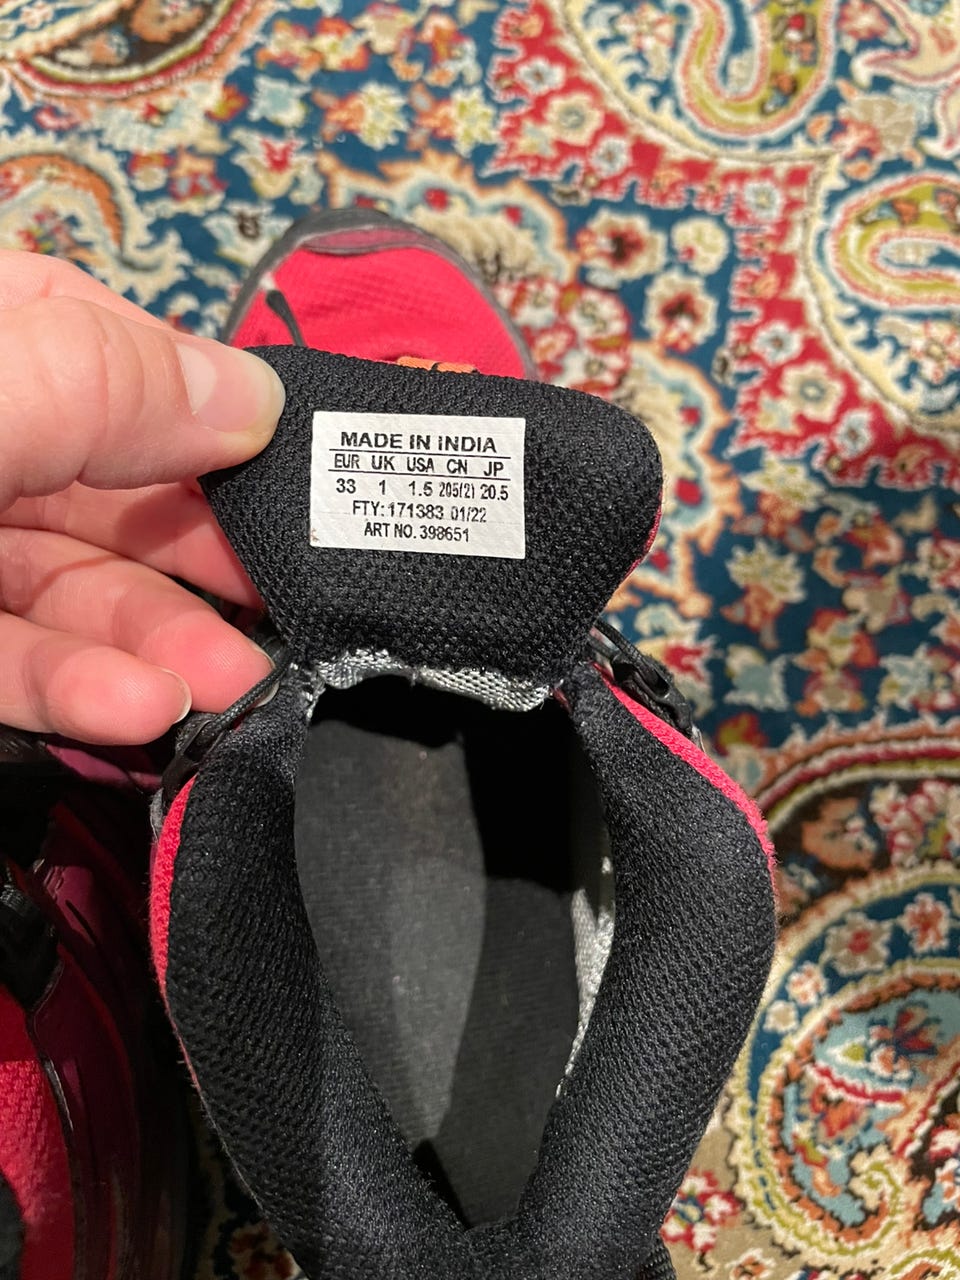 MADE IN INDIA
EUR UK USA CN JP
33 1 1.5 205(2) 20.5
FTY: 171383 01/22
ART NO. 398651